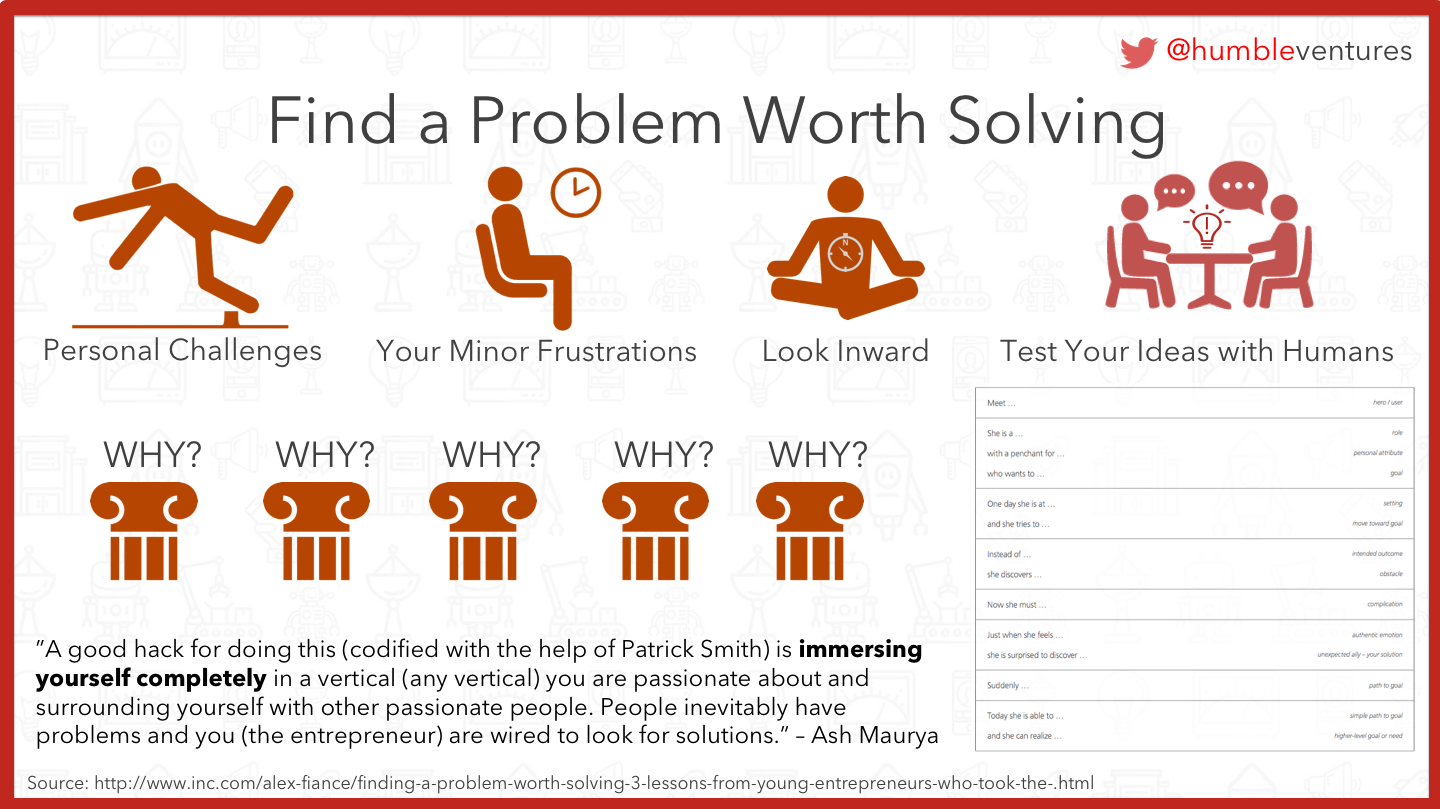 @humbleventures
Find a Problem Worth Solving
N
Personal Challenges
Your Minor Frustrations
Look Inward
Test Your Ideas with Humans
WHY? WHY? WHY? WHY? WHY?
"A good hack for doing this (codified with the help of Patrick Smith) is immersing
yourself completely in a vertical (any vertical) you are passionate about and
surrounding yourself with other passionate people. People inevitably have
problems and you (the entrepreneur) are wired to look for solutions." – Ash Maurya
Meet ... hero / user
She is a ... role
with a penchant for ... personal attribute
who wants to ... goal
One day she is at ... setting
and she tries to ... move toward goal
Instead of ... intended outcome
she discovers ... obstacle
Now she must ... complication
Just when she feels ... authentic emotion
she is surprised to discover ... unexpected ally – your solution
Suddenly ... path to goal
Today she is able to ... simple path to goal
and she can realize ... higher-level goal or need
Source: http://www.inc.com/alex-fiance/finding-a-problem-worth-solving-3-lessons-from-young-entrepreneurs-who-took-the-.html